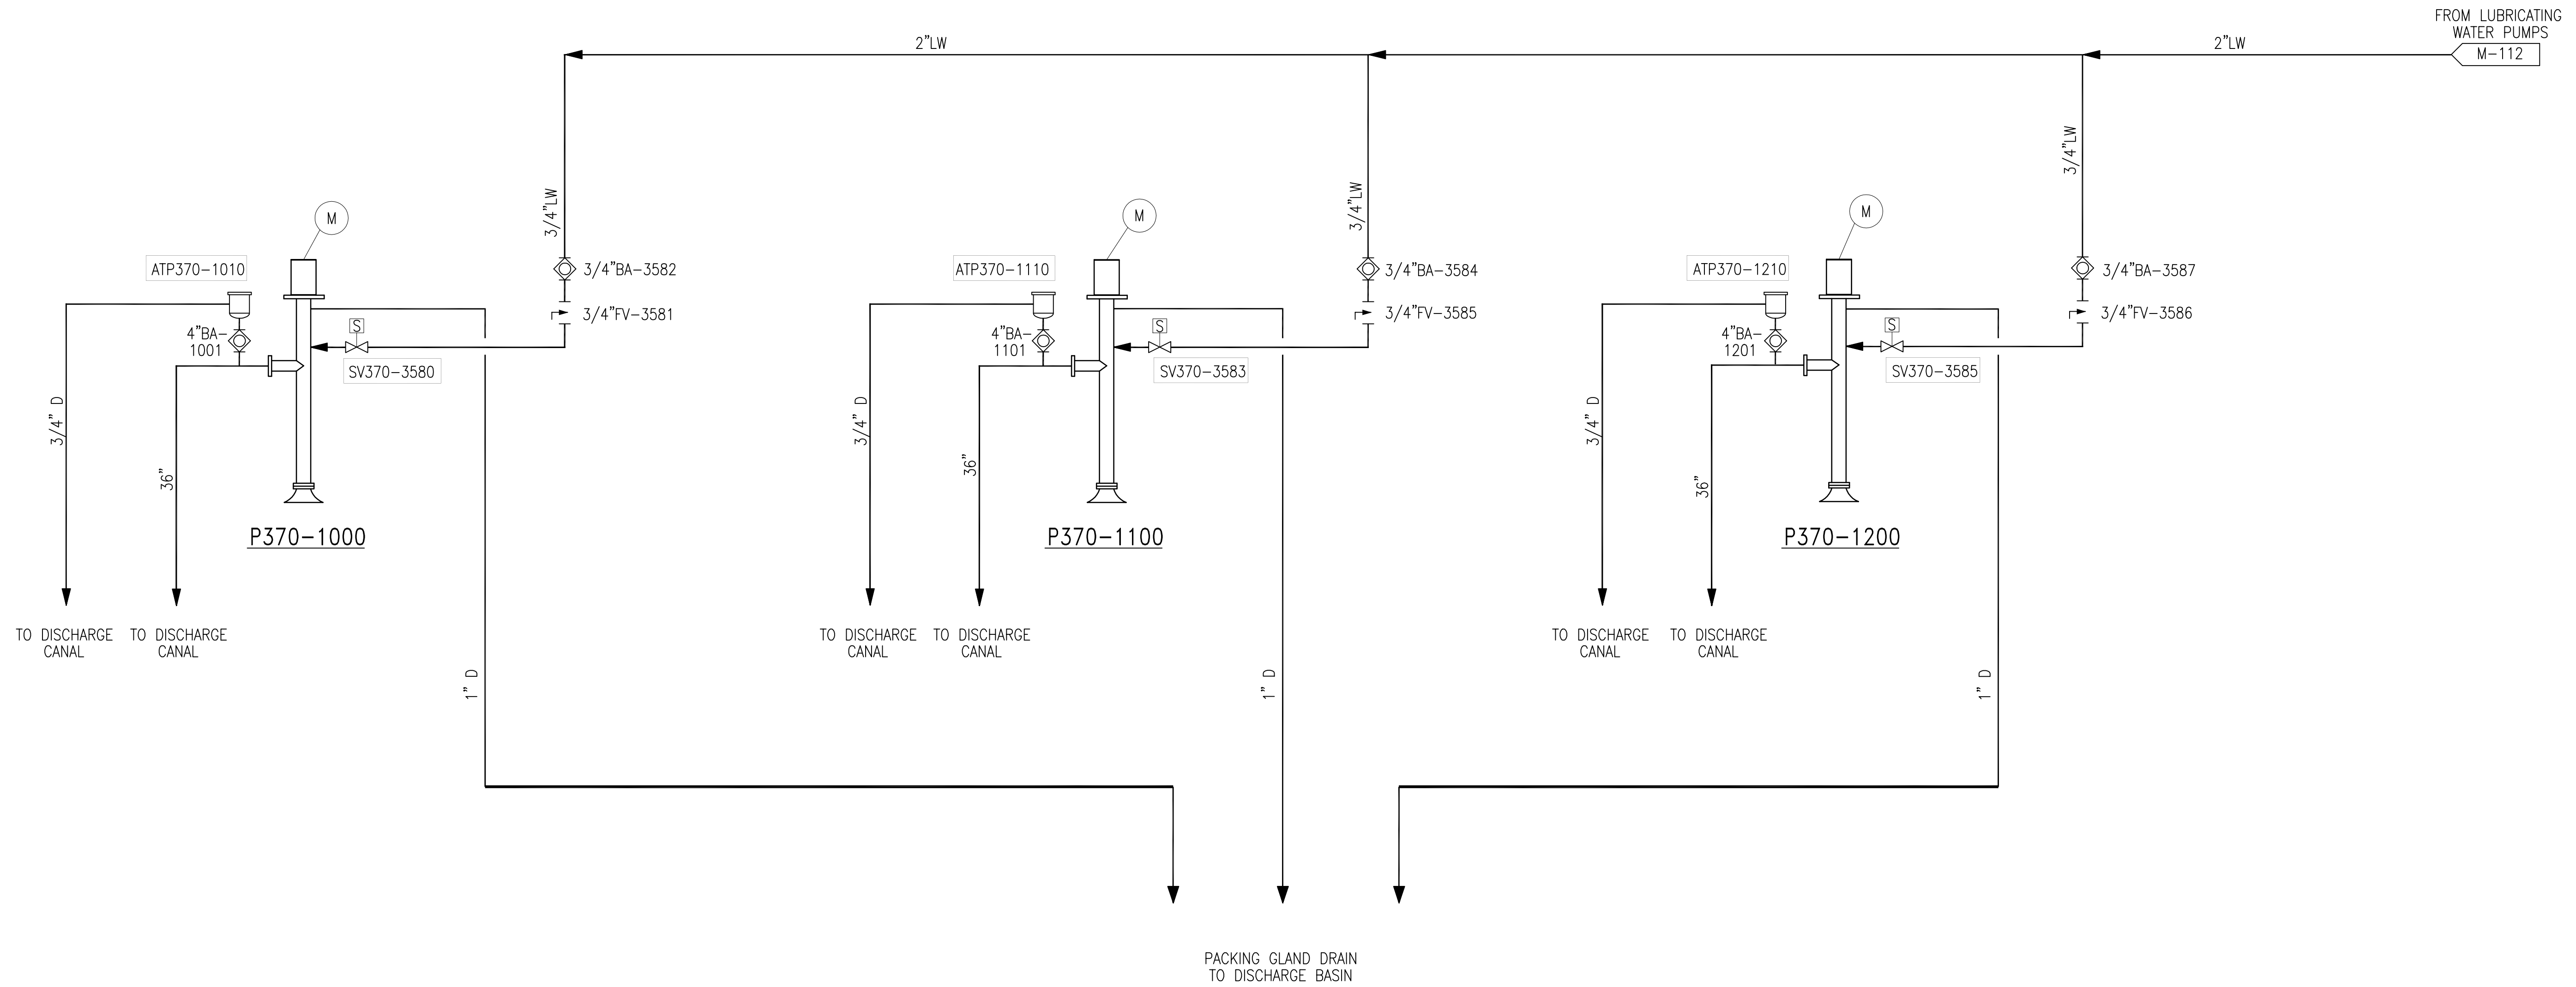 FROM LUBRICATING
WATER PUMPS
M-112
2"LW
2"LW
3/4"LW
3/4"LW
3/4"LW
M
M
M
ATP370-1010
3/4"BA-3582
ATP370-1110
3/4"BA-3584
ATP370-1210
3/4"BA-3587
3/4"FV-3581
3/4"FV-3585
3/4"FV-3586
4"BA-
1001
S
SV370-3580
4"BA-
1101
S
SV370-3583
4"BA-
1201
S
SV370-3585
3/4" D
36"
3/4" D
36"
3/4" D
36"
P370-1000
P370-1100
P370-1200
TO DISCHARGE
CANAL
TO DISCHARGE
CANAL
TO DISCHARGE
CANAL
TO DISCHARGE
CANAL
TO DISCHARGE
CANAL
TO DISCHARGE
CANAL
1" D
1" D
1" D
PACKING GLAND DRAIN
TO DISCHARGE BASIN